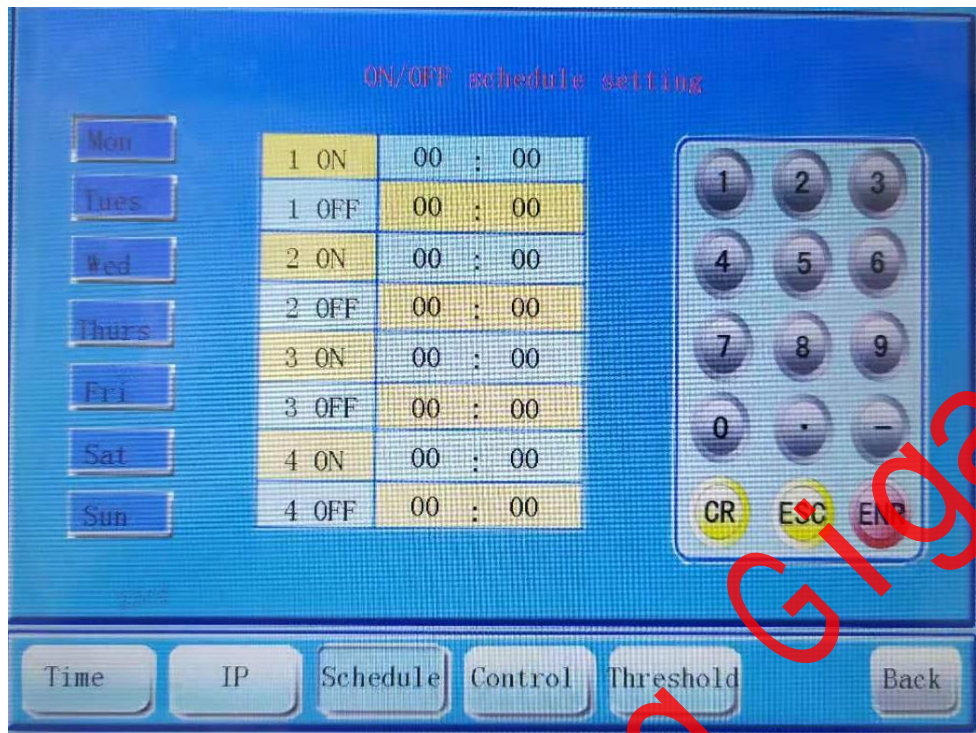 ON/OFF schedule setting
Mon
Tues
Wed
Thurs
Fri
Sat
Sun
1 ON 00 : 00
1 OFF 00 : 00
2 ON 00 : 00
2 OFF 00 : 00
3 ON 00 : 00
3 OFF 00 : 00
4 ON 00 : 00
4 OFF 00 : 00
1 2 3
4 5 6
7 8 9
0 . −
CR ESC ENR
Time IP Schedule Control Threshold Back